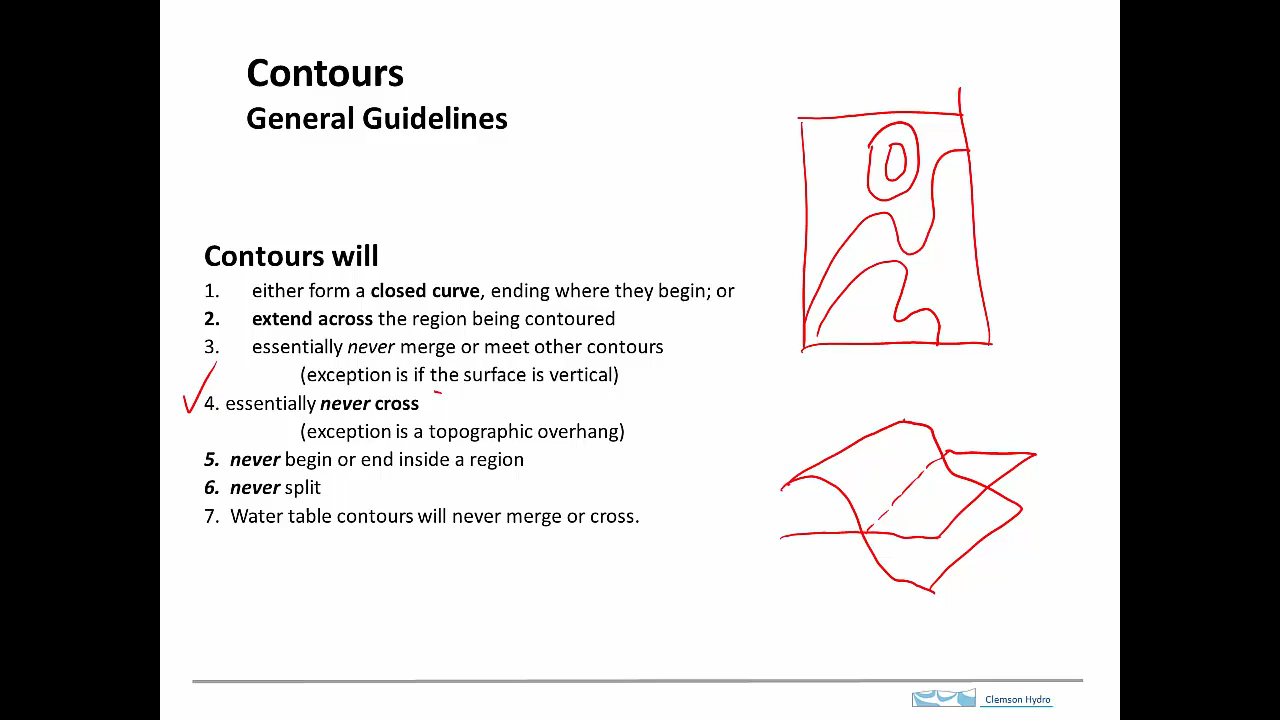 Contours
General Guidelines
Contours will
1. either form a closed curve, ending where they begin; or
2. extend across the region being contoured
3. essentially never merge or meet other contours
(exception is if the surface is vertical)
4. essentially never cross
(exception is a topographic overhang)
5. never begin or end inside a region
6. never split
7. Water table contours will never merge or cross.
Clemson Hydro